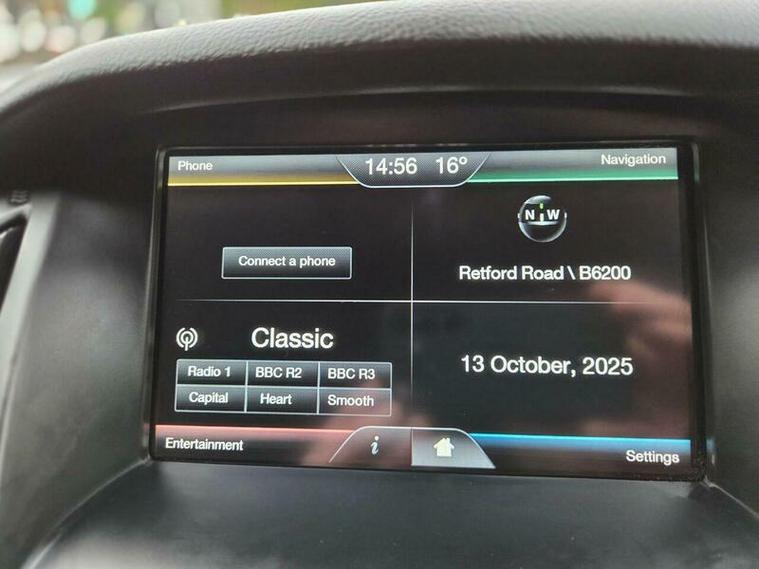 Phone
14:56 16°
Navigation
N W
Connect a phone
Retford Road \ B6200
Classic
Radio 1 BBC R2 BBC R3
Capital Heart Smooth
13 October, 2025
Entertainment
i
Settings